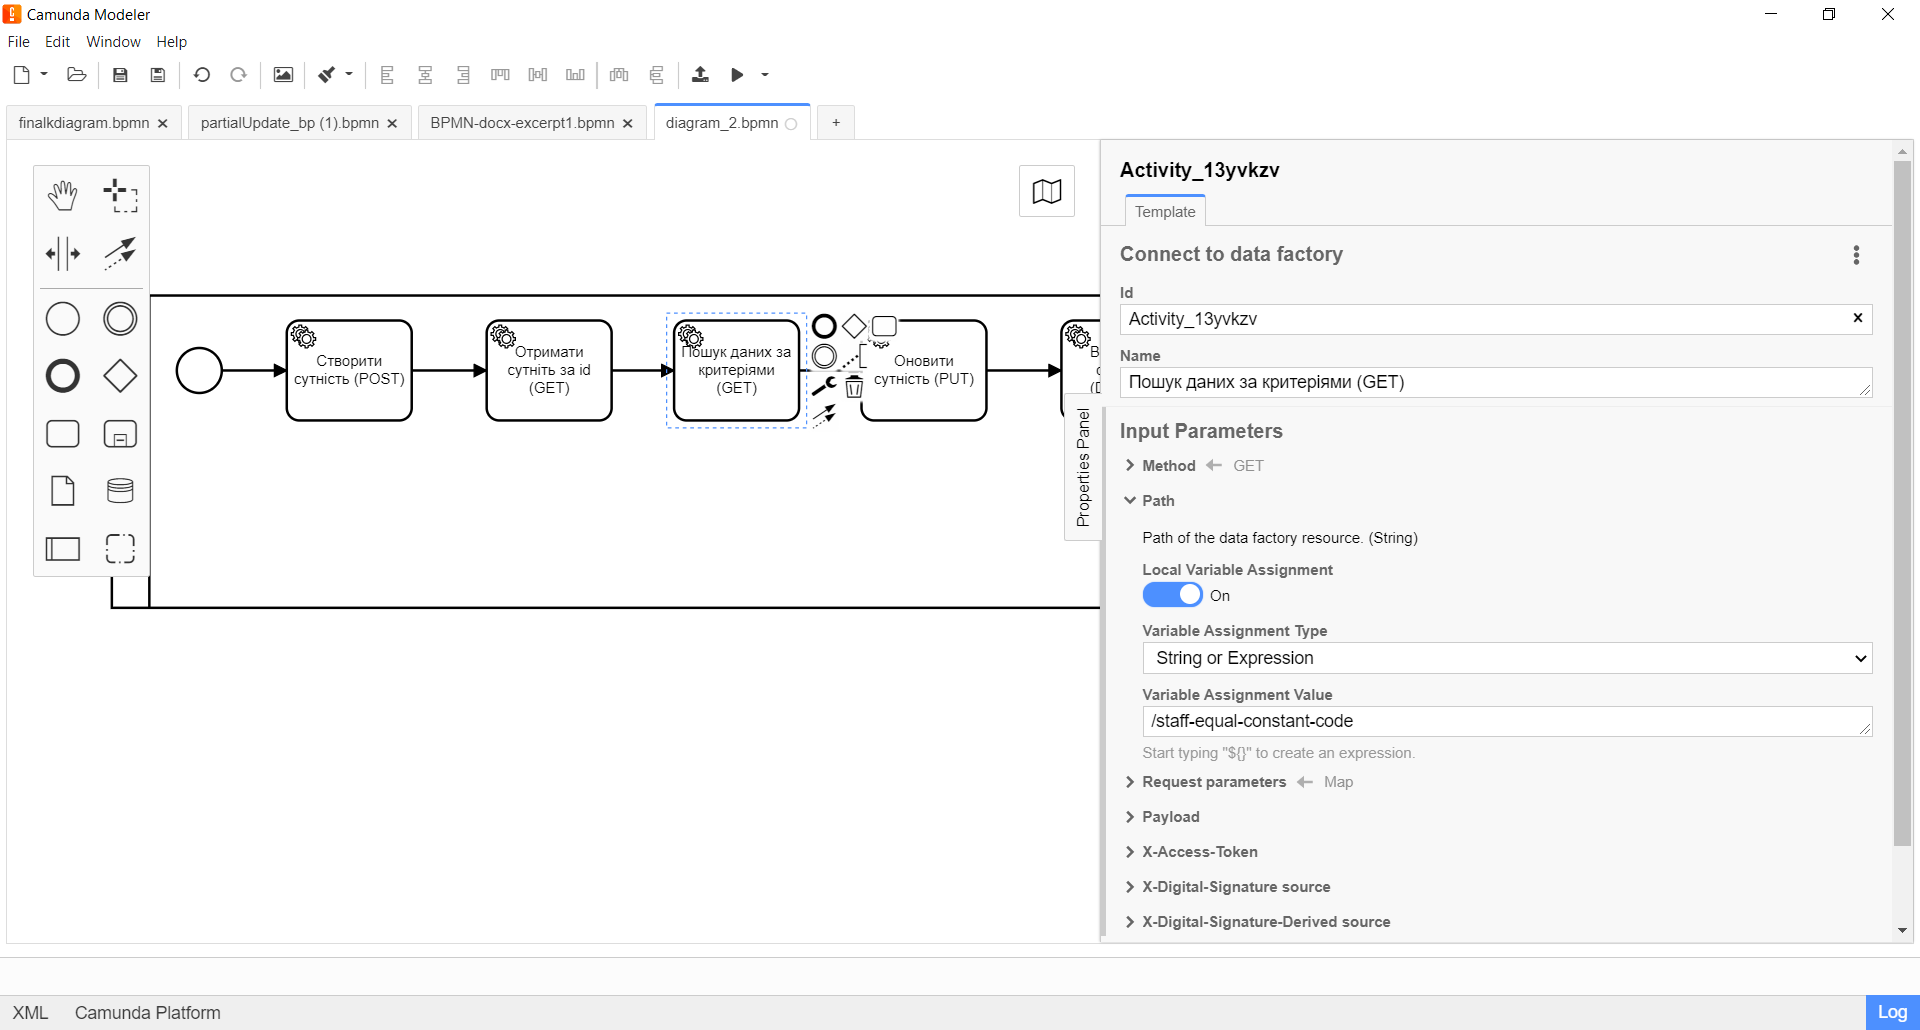 Camunda Modeler
File Edit Window Help
finalkdiagram.bpmn
partialUpdate_bp (1).bpmn
BPMN-docx-excerpt1.bpmn
diagram_2.bpmn
+
Створити
сутність (POST)
Отримати
сутніть за id
(GET)
Пошук даних за
критеріями
(GET)
Оновити
сутність (PUT)
Properties Panel
Activity_13yvkzv
Template
Connect to data factory
Id
Activity_13yvkzv
Name
Пошук даних за критеріями (GET)
Input Parameters
Method ← GET
Path
Path of the data factory resource. (String)
Local Variable Assignment
On
Variable Assignment Type
String or Expression
Variable Assignment Value
/staff-equal-constant-code
Start typing "${}" to create an expression.
Request parameters ← Map
Payload
X-Access-Token
X-Digital-Signature source
X-Digital-Signature-Derived source
XML Camunda Platform
Log